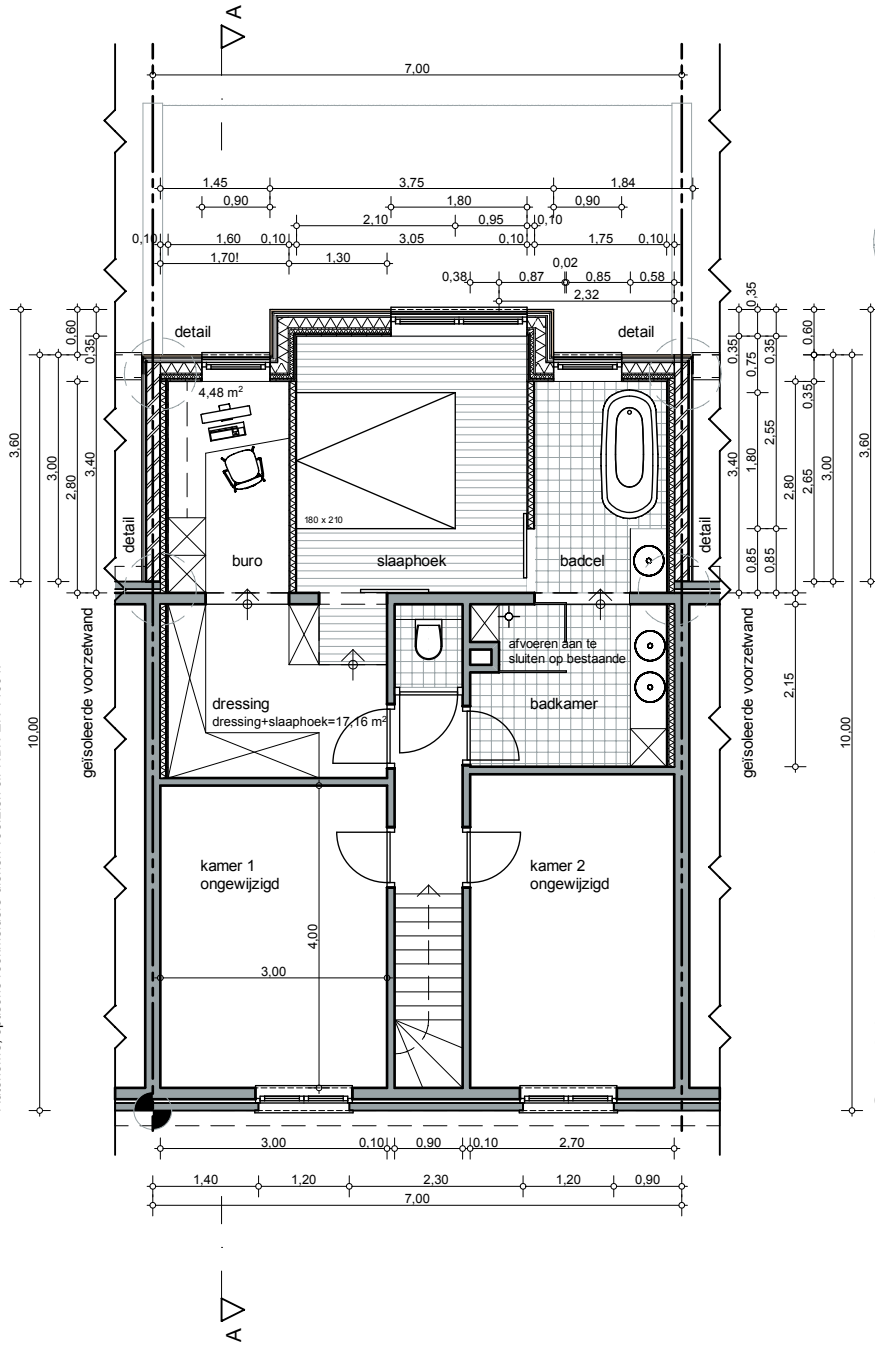 A
7,00
1,45
3,75
1,84
0,90
1,80
0,90
2,10
0,95
0,10
0,10
1,60
0,10
3,05
0,10
1,75
0,10
1,70!
1,30
0,02
0,38
0,87
0,85
0,58
2,32
0,35
0,60
0,35
3,60
3,00
2,80
3,40
detail
detail
0,35
0,75
0,60
0,35
1,80
2,55
3,40
2,80
2,65
3,00
3,60
0,85
0,85
4,48 m²
180 x 210
buro
slaaphoek
badcel
detail
detail
geïsoleerde voorzetwand
geïsoleerde voorzetwand
afvoeren aan te
sluiten op bestaande
dressing
dressing+slaaphoek=17,16 m²
badkamer
2,15
10,00
10,00
kamer 1
ongewijzigd
kamer 2
ongewijzigd
4,00
3,00
3,00
0,10
0,90
0,10
2,70
1,40
1,20
2,30
1,20
0,90
7,00
A